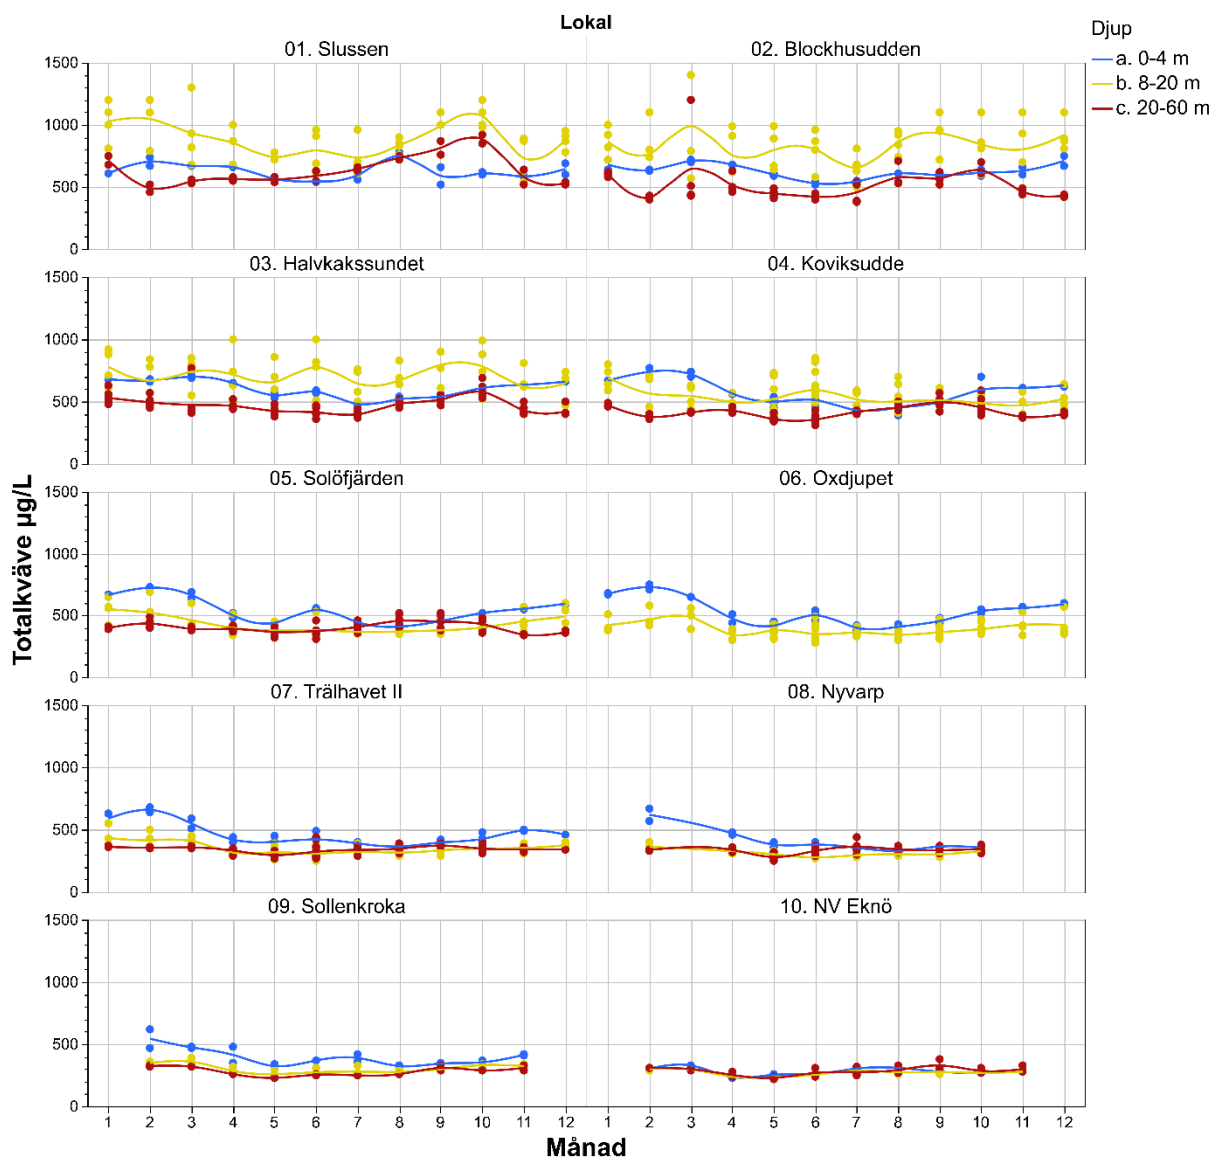 Lokal
Djup
a. 0-4 m
b. 8-20 m
c. 20-60 m
01. Slussen
02. Blockhusudden
1500
1000
500
0
03. Halvkakssundet
04. Koviksudde
1500
1000
500
0
05. Solöfjärden
06. Oxdjupet
1500
1000
500
0
07. Trälhavet II
08. Nyvarp
1500
1000
500
0
09. Sollenkroka
10. NV Eknö
1500
1000
500
0
Totalkväve µg/L
1 2 3 4 5 6 7 8 9 10 11 12 1 2 3 4 5 6 7 8 9 10 11 12
Månad